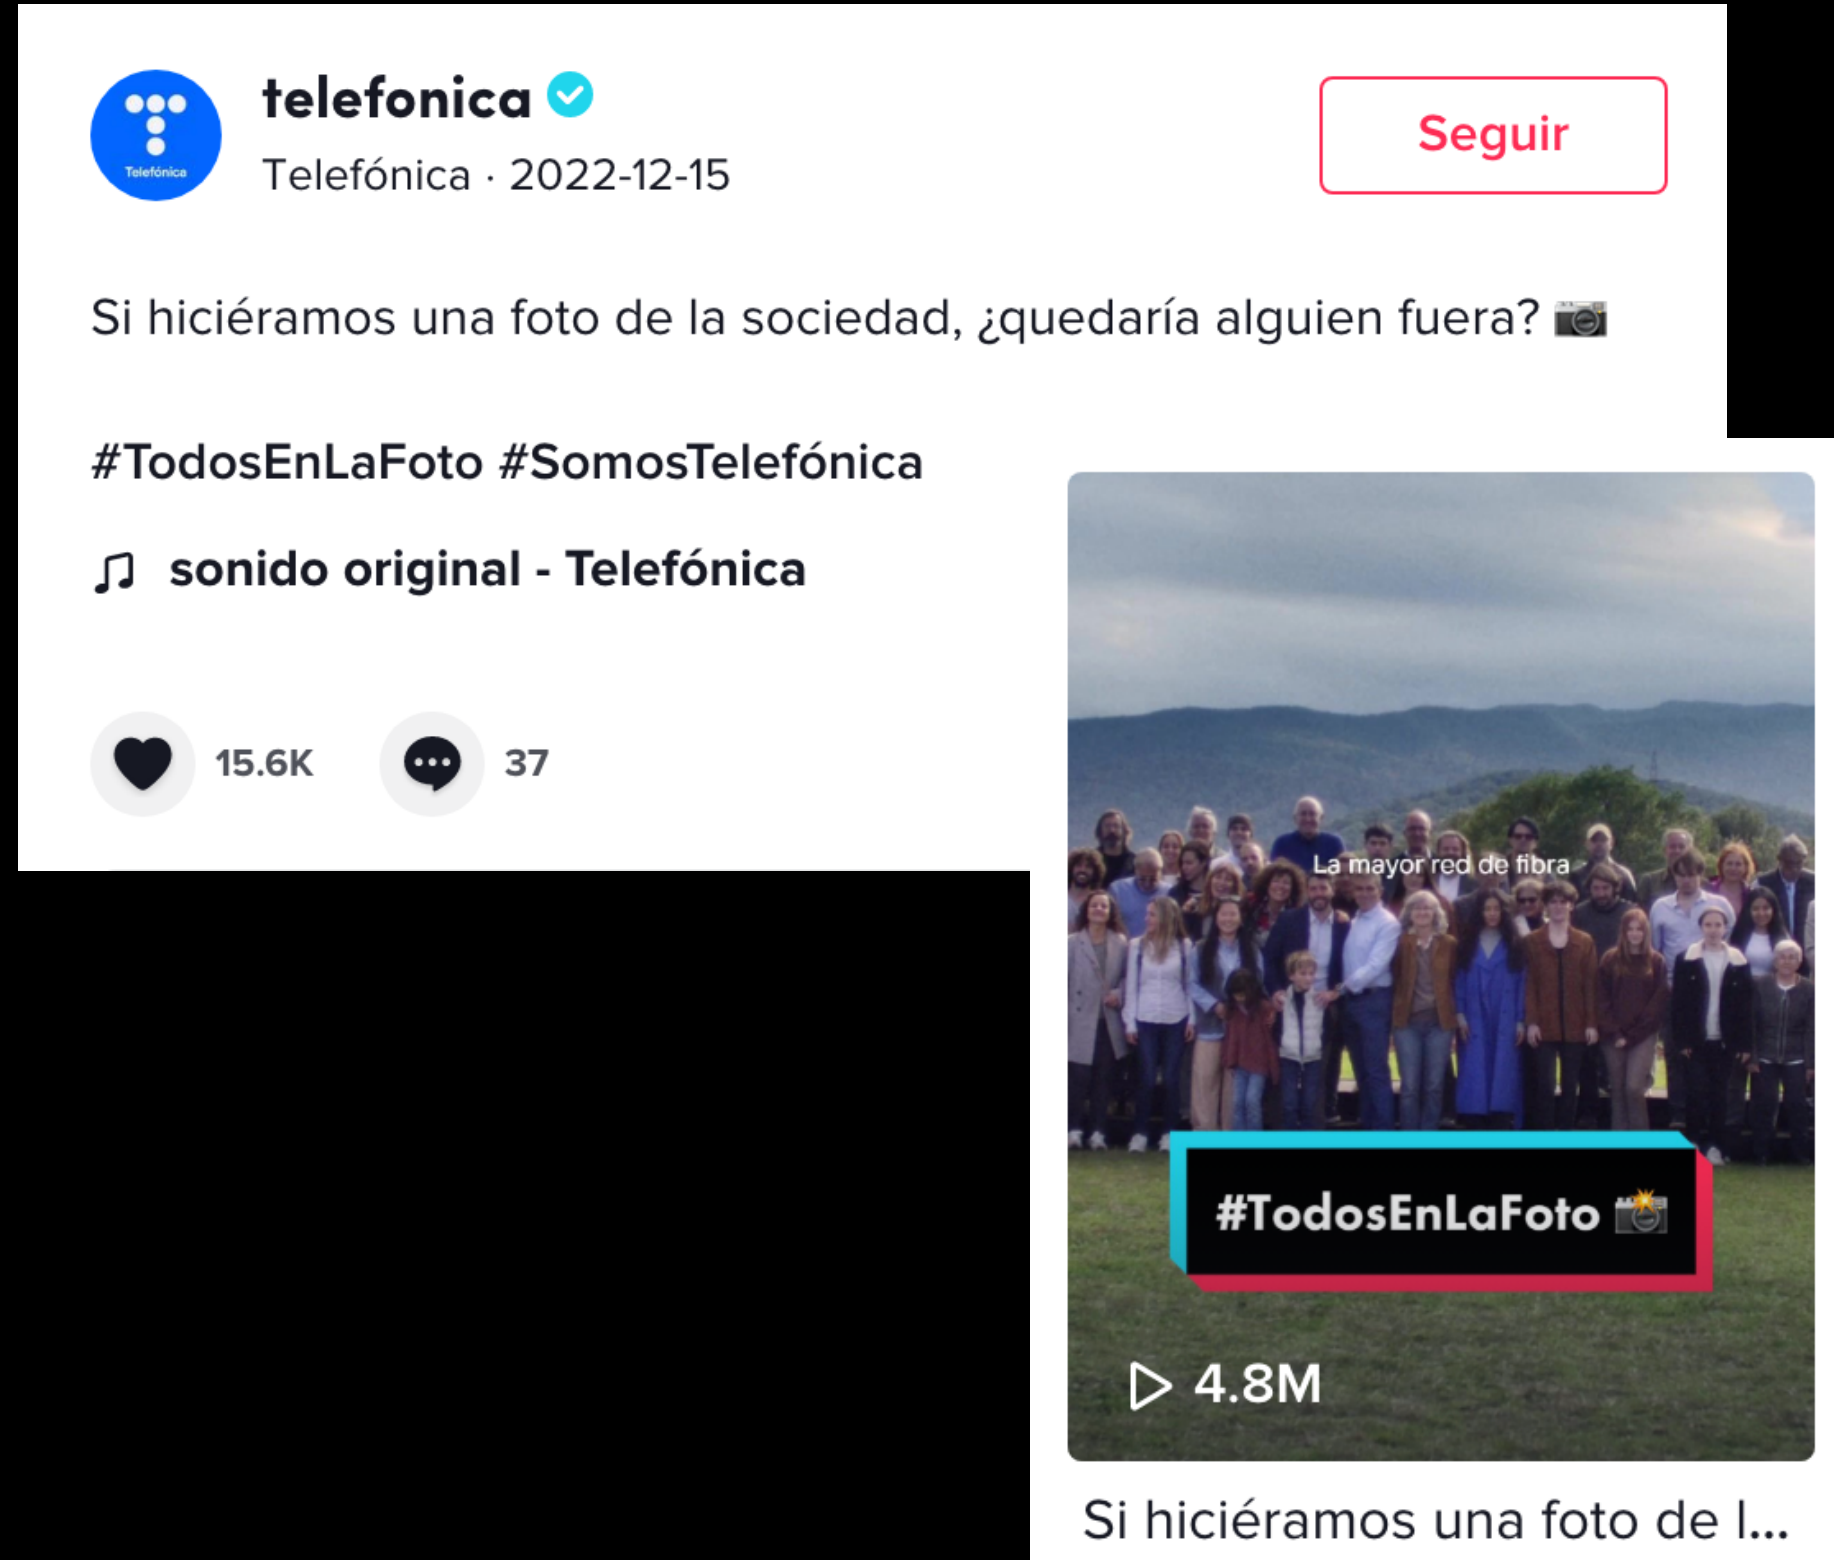 telefonica
Telefónica · 2022-12-15
Seguir
Telefónica
Si hiciéramos una foto de la sociedad, ¿quedaría alguien fuera? 📷
#TodosEnLaFoto #SomosTelefónica
sonido original - Telefónica
15.6K
37
La mayor red de fibra
#TodosEnLaFoto 📸
4.8M
Si hiciéramos una foto de l...